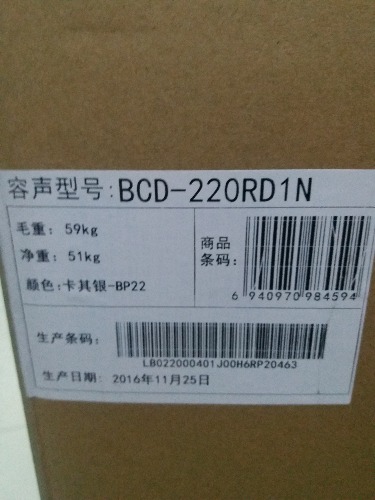 容声型号:BCD-220RD1N
毛重: 59kg
净重: 51kg
颜色:卡其银-BP22
商品
条码:
6 940970 984594
生产条码:
LB022000401J00H6RP20463
生产日期: 2016年11月25日